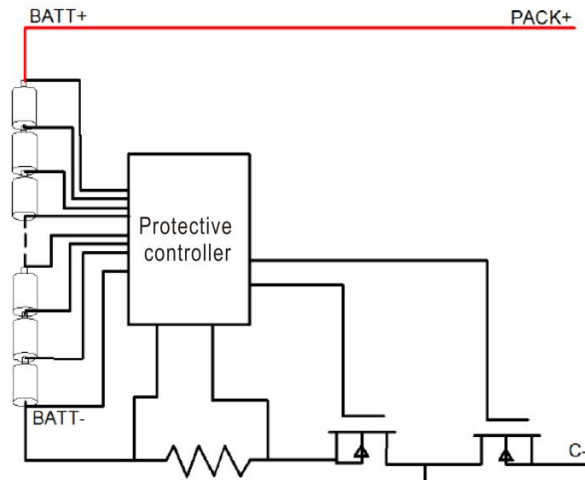 BATT+
PACK+
Protective
controller
BATT-
C-